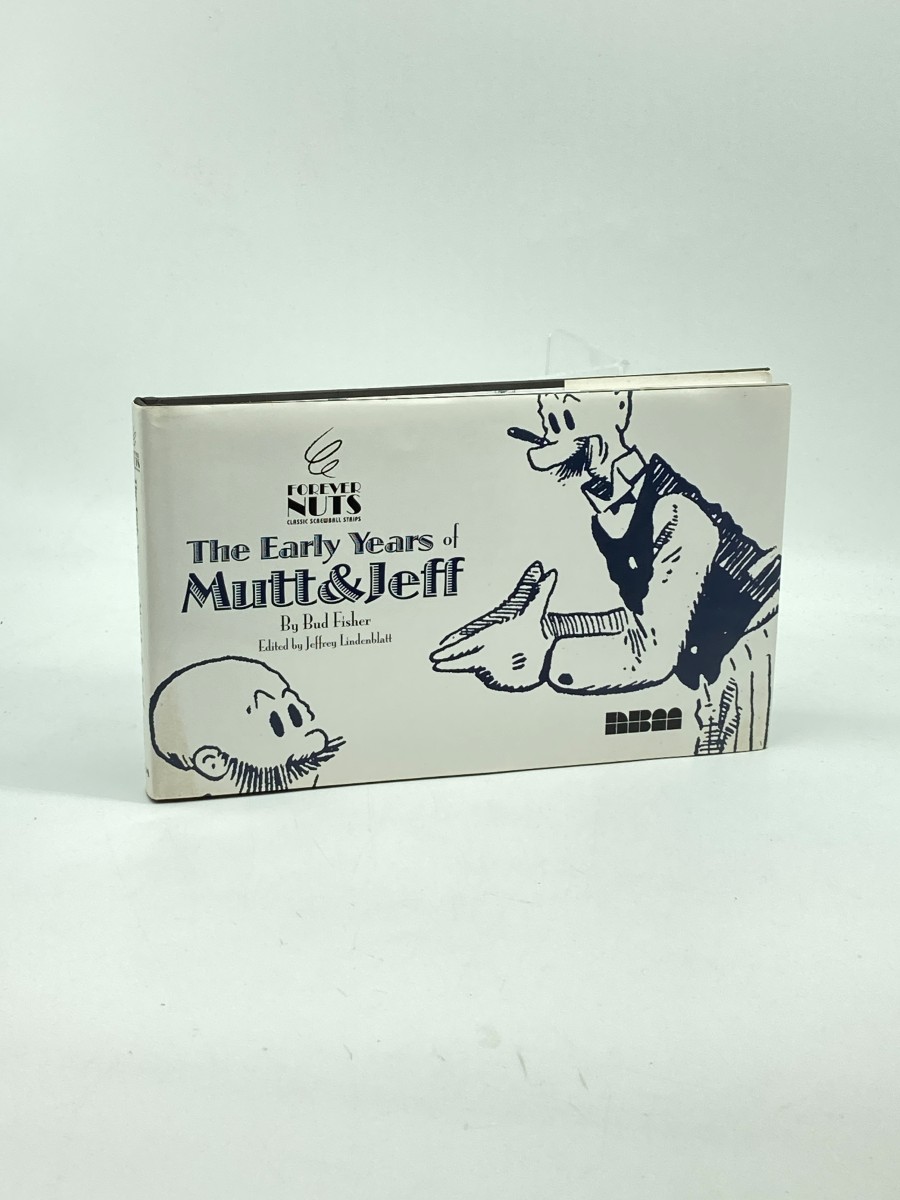 FOREVER
NUTS
CLASSIC SCREWBALL STRIPS
The Early Years of
Mutt&Jeff
By Bud Fisher
Edited by Jeffrey Lindenblatt
NBM